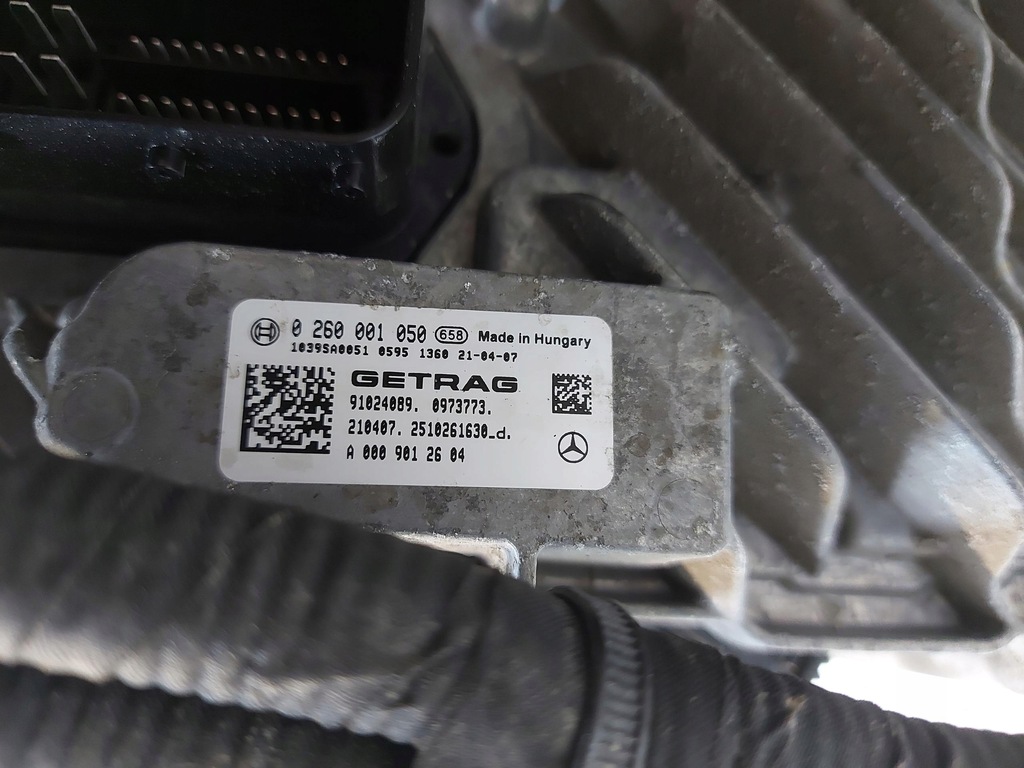 0 260 001 050 658 Made in Hungary
10395A0051 0595 1360 21-04-07
GETRAG
91024089. 0973773.
210407. 2510261630_d.
A 000 901 26 04